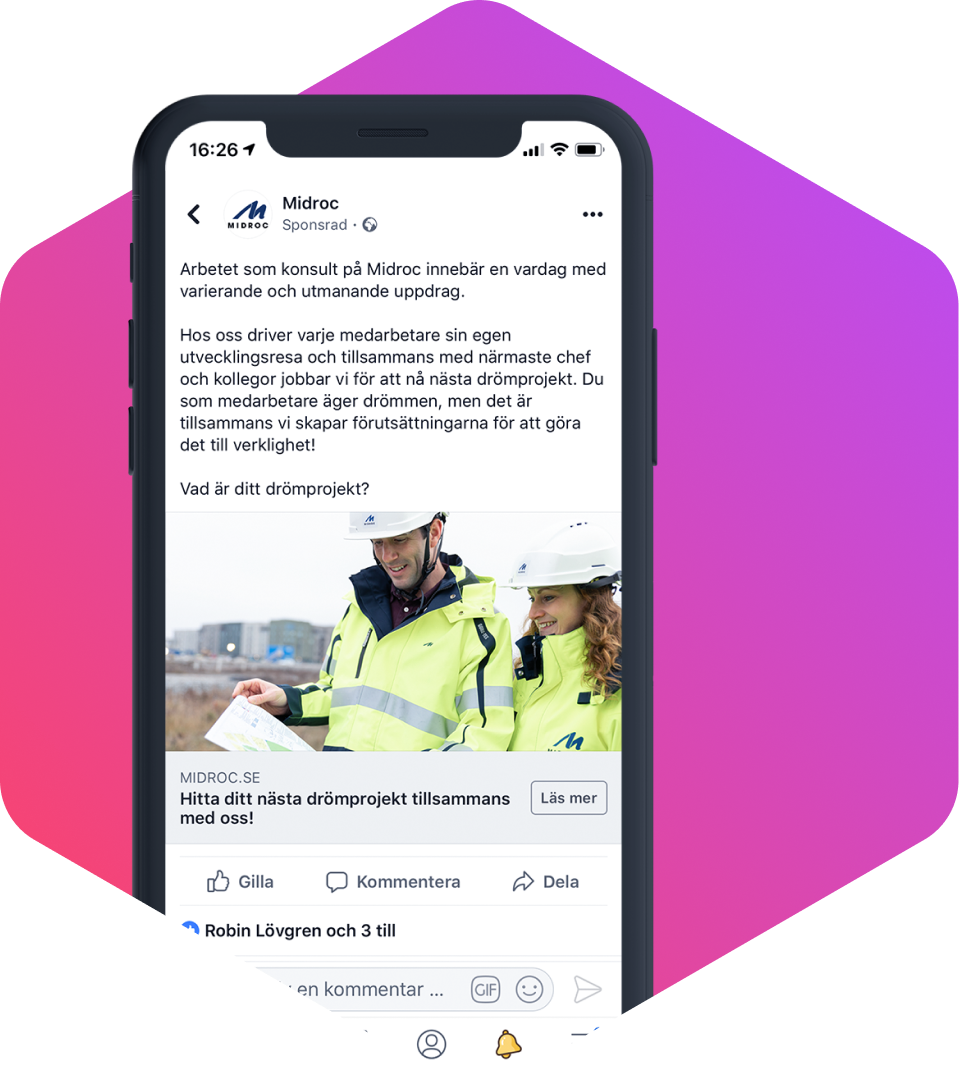 16:26
Midroc
MIDROC
Sponsrad ·
Arbetet som konsult på Midroc innebär en vardag med
varierande och utmanande uppdrag.
Hos oss driver varje medarbetare sin egen
utvecklingsresa och tillsammans med närmaste chef
och kollegor jobbar vi för att nå nästa drömprojekt. Du
som medarbetare äger drömmen, men det är
tillsammans vi skapar förutsättningarna för att göra
det till verklighet!
Vad är ditt drömprojekt?
MIDROC.SE
Hitta ditt nästa drömprojekt tillsammans
med oss!
Läs mer
Gilla
Kommentera
Dela
Robin Lövgren och 3 till
en kommentar ...
GIF